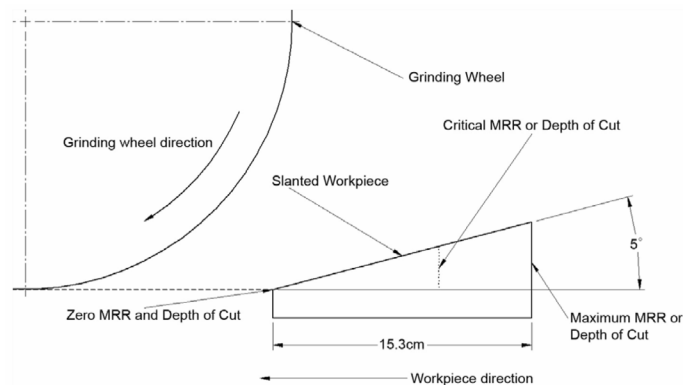 Grinding Wheel
Critical MRR or Depth of Cut
Grinding wheel direction
Slanted Workpiece
5°
Zero MRR and Depth of Cut
Maximum MRR or
Depth of Cut
15.3cm
Workpiece direction